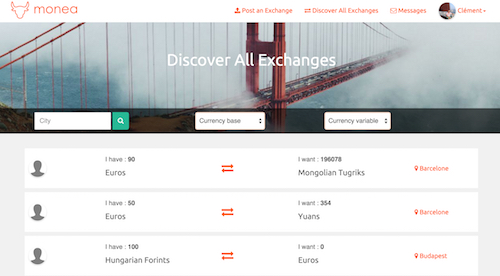 monea
Post an Exchange
Discover All Exchanges
Messages
Clément
Discover All Exchanges
City
Currency base
Currency variable
I have : 90
I want : 196078
Euros
Mongolian Tugriks
Barcelone
I have : 50
I want : 354
Euros
Yuans
Barcelone
I have : 100
I want : 0
Hungarian Forints
Euros
Budapest